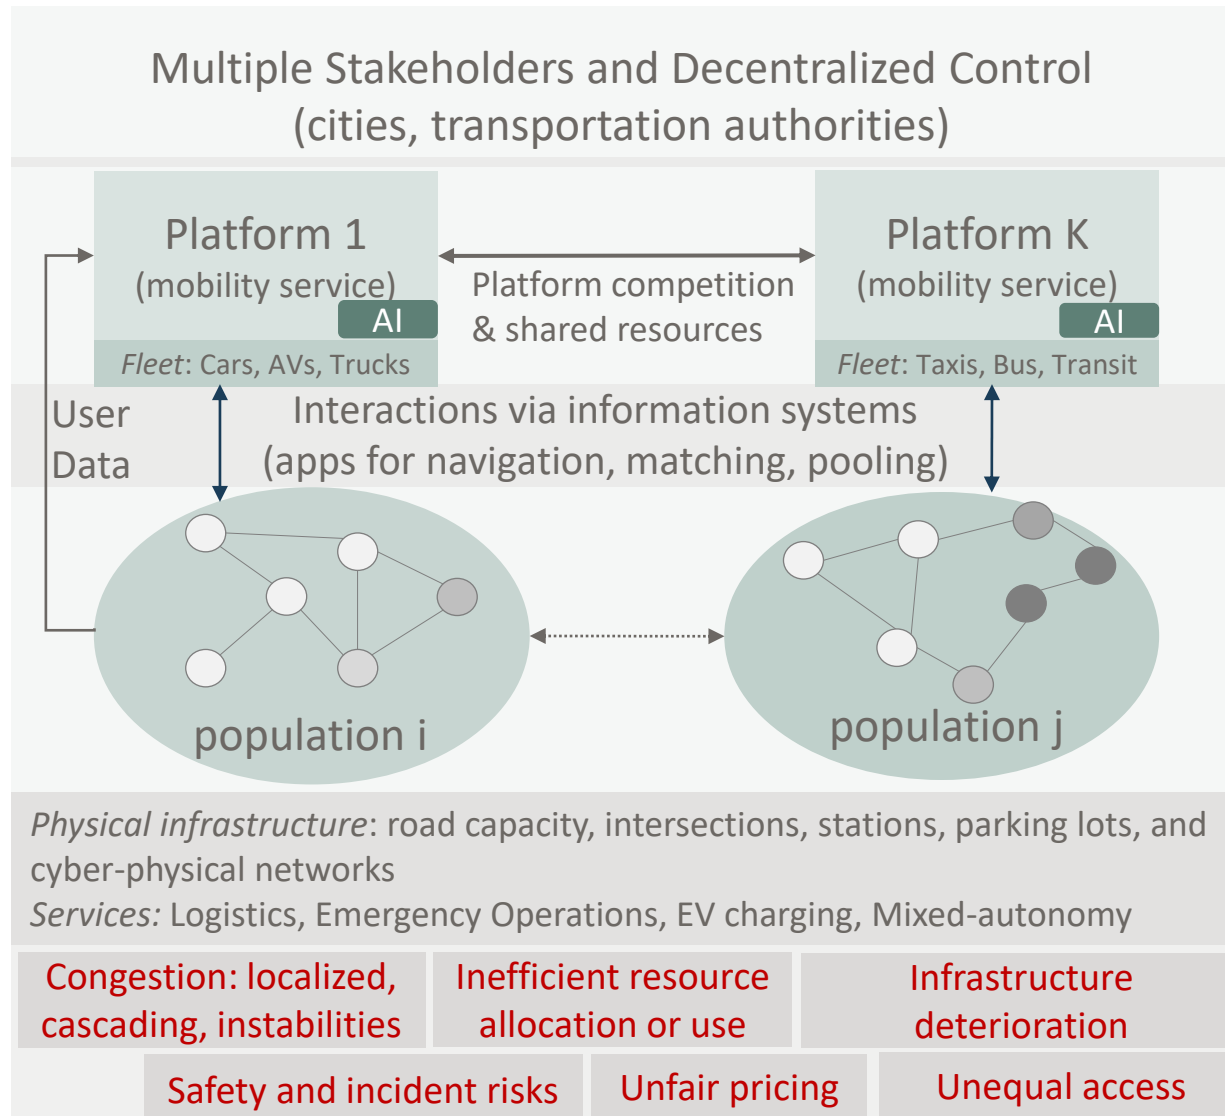 Multiple Stakeholders and Decentralized Control
(cities, transportation authorities)
Platform 1
(mobility service)
AI
Fleet: Cars, AVs, Trucks
Platform competition
& shared resources
Platform K
(mobility service)
AI
Fleet: Taxis, Bus, Transit
User
Data
Interactions via information systems
(apps for navigation, matching, pooling)
population i
population j
Physical infrastructure: road capacity, intersections, stations, parking lots, and
cyber-physical networks
Services: Logistics, Emergency Operations, EV charging, Mixed-autonomy
Congestion: localized,
cascading, instabilities
Inefficient resource
allocation or use
Infrastructure
deterioration
Safety and incident risks
Unfair pricing
Unequal access